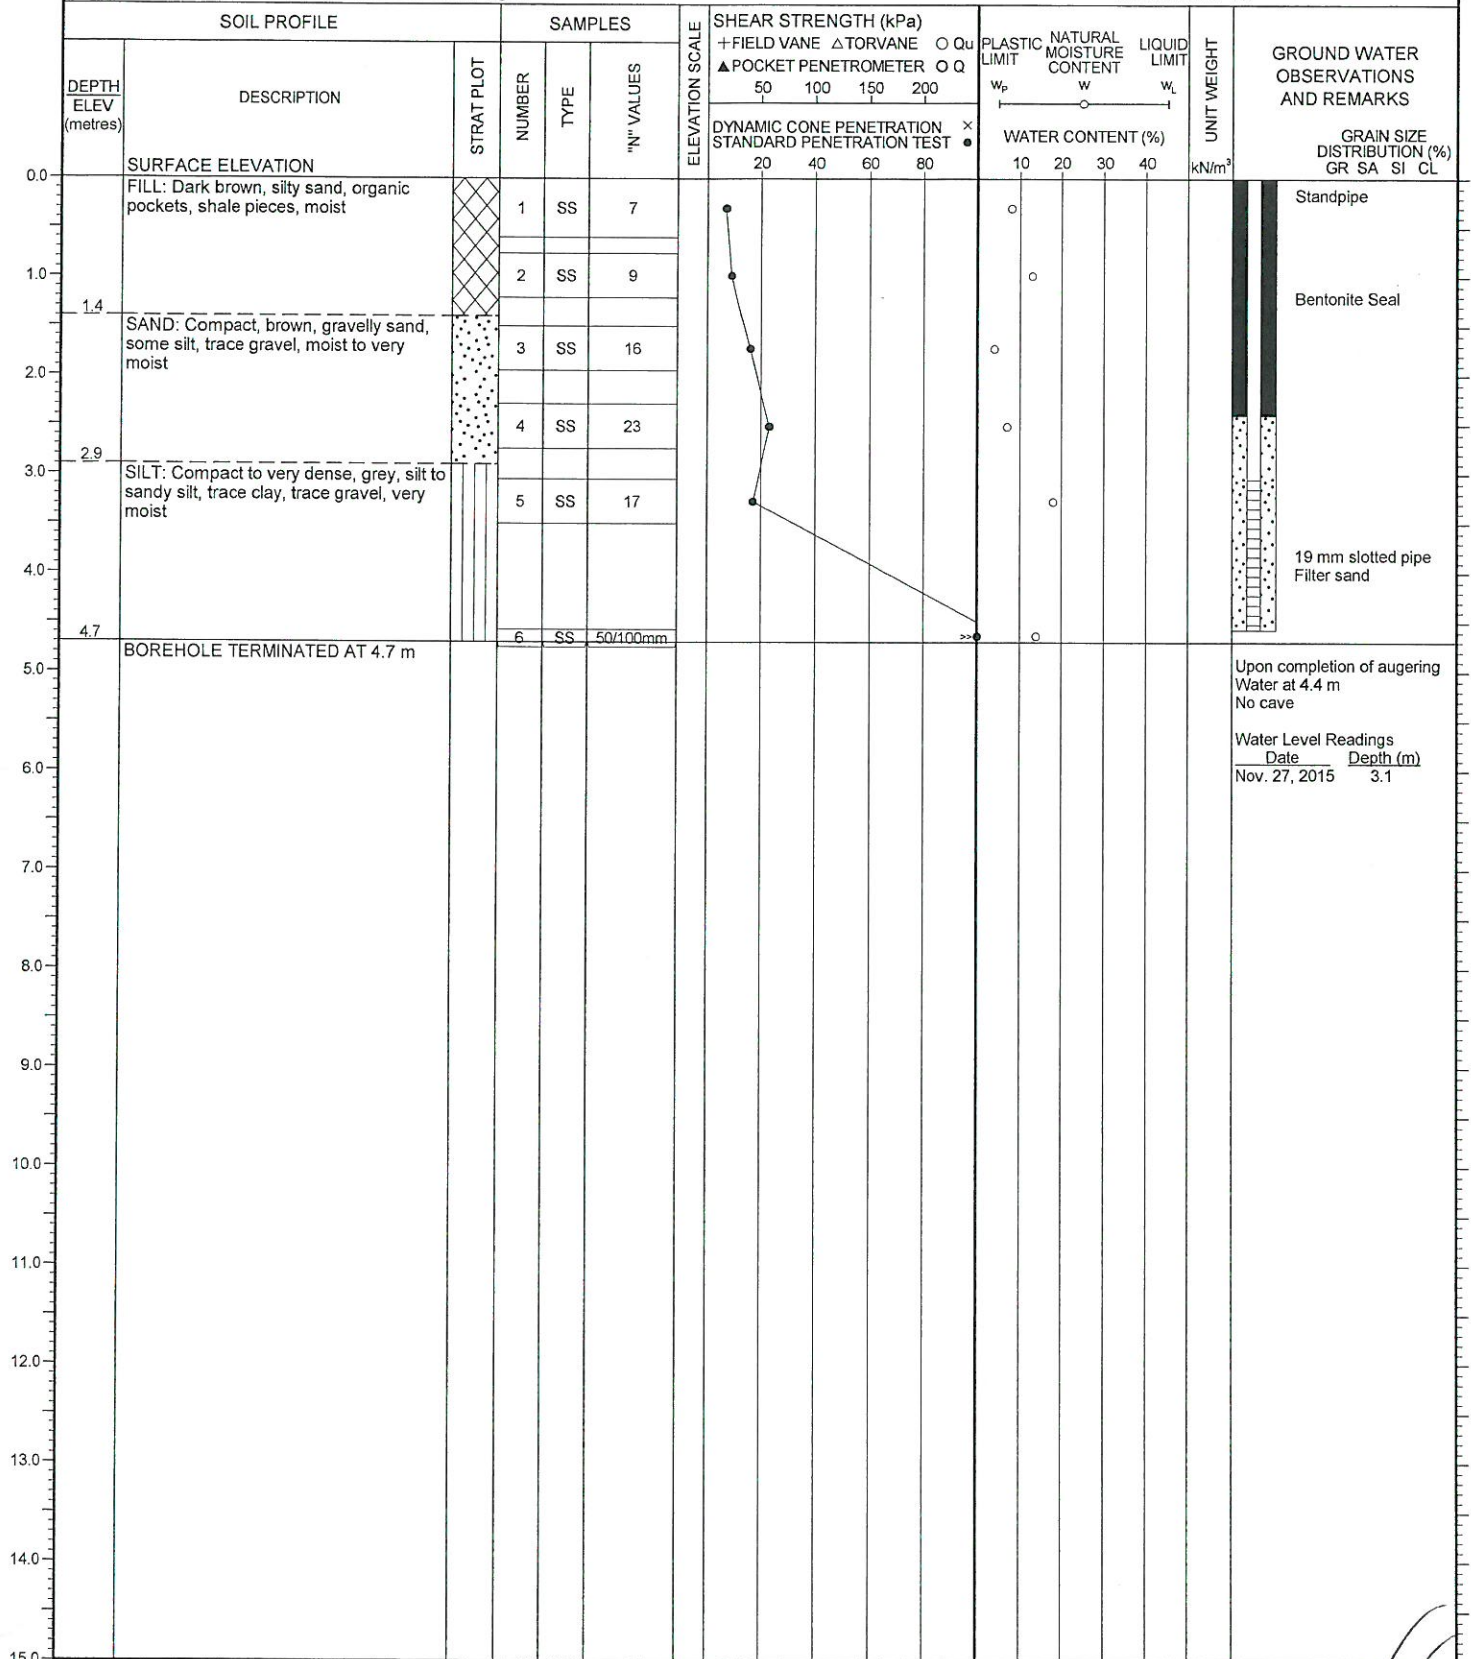 SOIL PROFILE
SAMPLES
ELEVATION SCALE
SHEAR STRENGTH (kPa)
+FIELD VANE △TORVANE ○ Qu
▲POCKET PENETROMETER ○ Q
50 100 150 200
DYNAMIC CONE PENETRATION ×
STANDARD PENETRATION TEST ●
20 40 60 80
PLASTIC LIMIT
NATURAL MOISTURE CONTENT
LIQUID LIMIT
WP W WL
WATER CONTENT (%)
10 20 30 40
UNIT WEIGHT
kN/m³
GROUND WATER
OBSERVATIONS
AND REMARKS
GRAIN SIZE
DISTRIBUTION (%)
GR SA SI CL
DEPTH
ELEV
(metres)
DESCRIPTION
STRAT PLOT
NUMBER
TYPE
"N" VALUES
SURFACE ELEVATION
0.0
FILL: Dark brown, silty sand, organic
pockets, shale pieces, moist
1 SS 7
Standpipe
1.0
2 SS 9
Bentonite Seal
1.4
SAND: Compact, brown, gravelly sand,
some silt, trace gravel, moist to very
moist
3 SS 16
2.0
4 SS 23
2.9
3.0
SILT: Compact to very dense, grey, silt to
sandy silt, trace clay, trace gravel, very
moist
5 SS 17
4.0
19 mm slotted pipe
Filter sand
4.7
6 SS 50/100mm
>>
BOREHOLE TERMINATED AT 4.7 m
5.0
Upon completion of augering
Water at 4.4 m
No cave
Water Level Readings
Date Depth (m)
Nov. 27, 2015 3.1
6.0
7.0
8.0
9.0
10.0
11.0
12.0
13.0
14.0
15.0